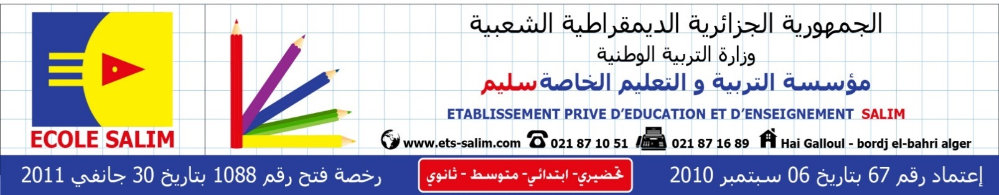 الجمهورية الجزائرية الديمقراطية الشعبية
وزارة التربية الوطنية
مؤسسة التربية و التعليم الخاصة سليم
ETABLISSEMENT PRIVE D'EDUCATION ET D'ENSEIGNEMENT SALIM
ECOLE SALIM
www.ets-salim.com 021 87 10 51 021 87 16 89 Hai Galloul - bordj el-bahri alger
إعتماد رقم 67 بتاريخ 06 سبتمبر 2010
تحضيري- ابتدائي- متوسط - ثانوي
رخصة فتح رقم 1088 بتاريخ 30 جانفي 2011